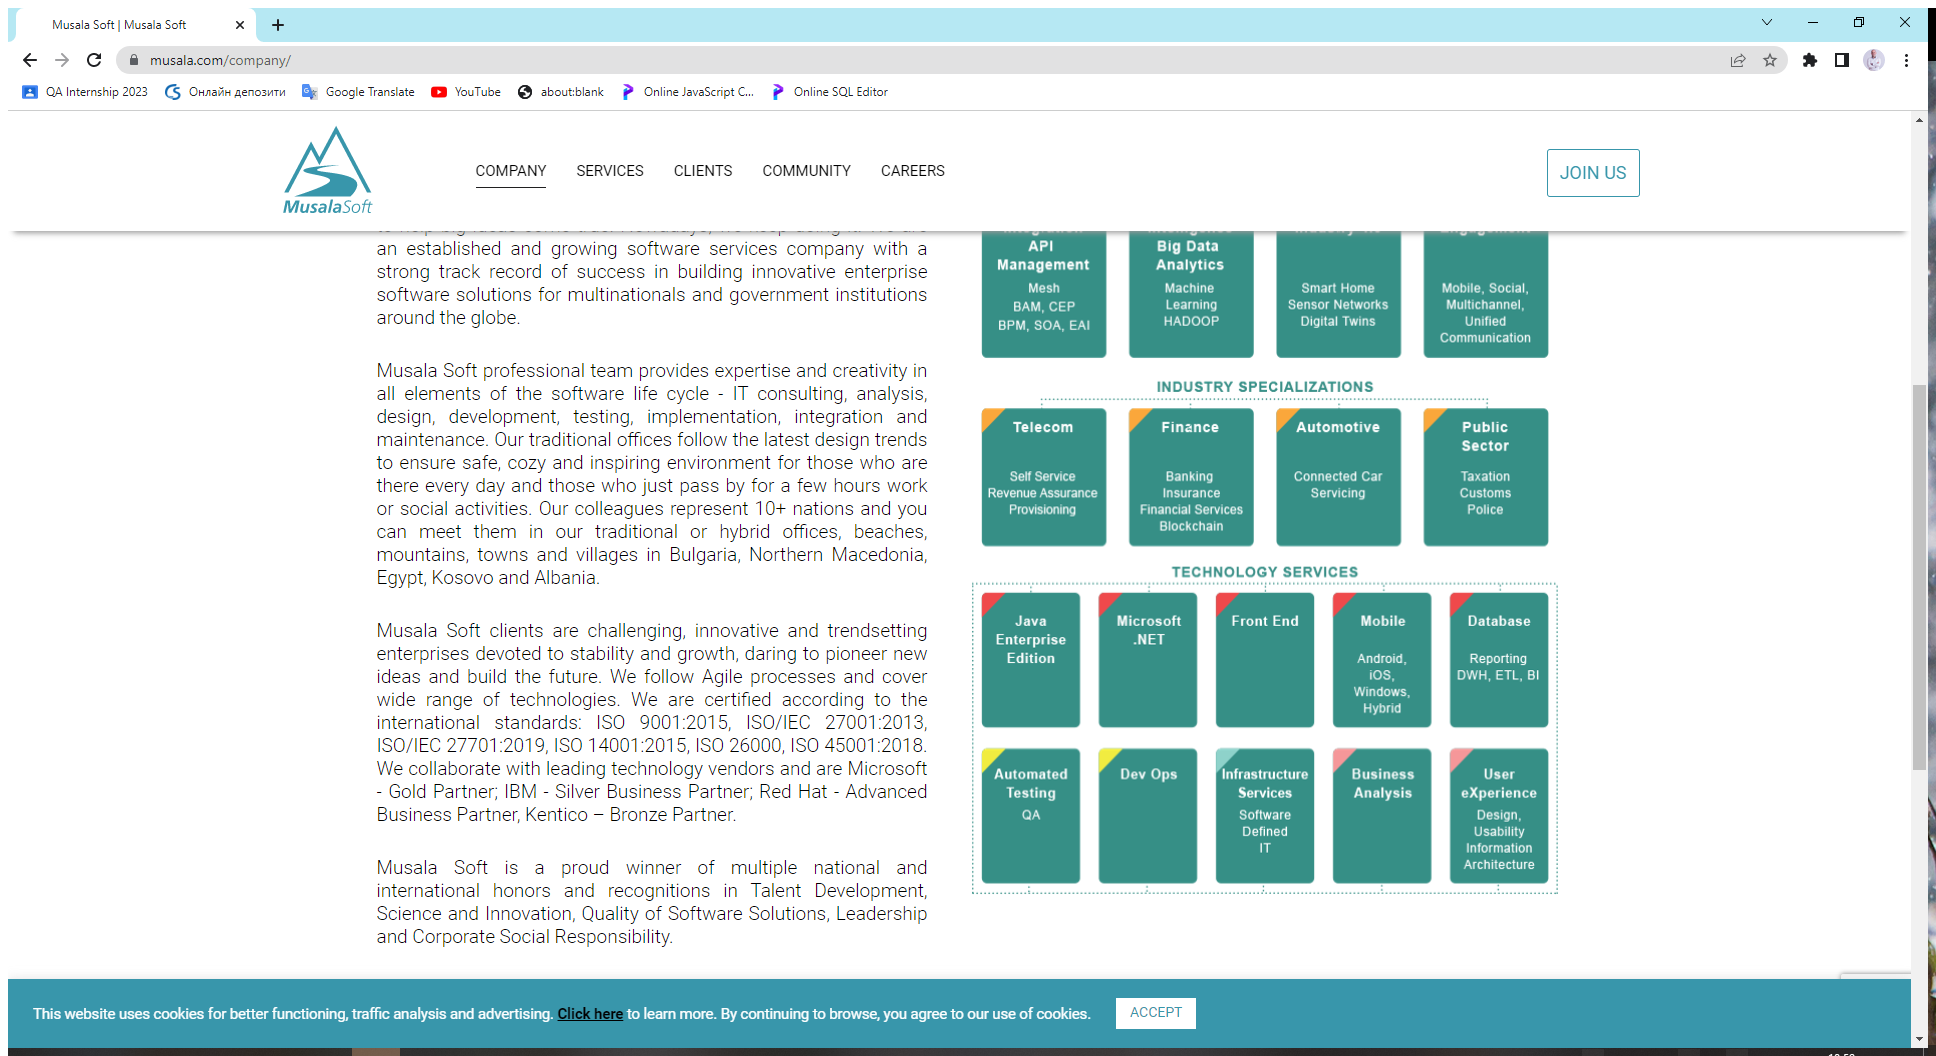 Musala Soft | Musala Soft
musala.com/company/
QA Internship 2023
Онлайн депозити
Google Translate
YouTube
about:blank
Online JavaScript C...
Online SQL Editor
MusalaSoft
COMPANY
SERVICES
CLIENTS
COMMUNITY
CAREERS
JOIN US
an established and growing software services company with a
strong track record of success in building innovative enterprise
software solutions for multinationals and government institutions
around the globe.
Musala Soft professional team provides expertise and creativity in
all elements of the software life cycle - IT consulting, analysis,
design, development, testing, implementation, integration and
maintenance. Our traditional offices follow the latest design trends
to ensure safe, cozy and inspiring environment for those who are
there every day and those who just pass by for a few hours work
or social activities. Our colleagues represent 10+ nations and you
can meet them in our traditional or hybrid offices, beaches,
mountains, towns and villages in Bulgaria, Northern Macedonia,
Egypt, Kosovo and Albania.
Musala Soft clients are challenging, innovative and trendsetting
enterprises devoted to stability and growth, daring to pioneer new
ideas and build the future. We follow Agile processes and cover
wide range of technologies. We are certified according to the
international standards: ISO 9001:2015, ISO/IEC 27001:2013,
ISO/IEC 27701:2019, ISO 14001:2015, ISO 26000, ISO 45001:2018.
We collaborate with leading technology vendors and are Microsoft
- Gold Partner; IBM - Silver Business Partner; Red Hat - Advanced
Business Partner, Kentico – Bronze Partner.
Musala Soft is a proud winner of multiple national and
international honors and recognitions in Talent Development,
Science and Innovation, Quality of Software Solutions, Leadership
and Corporate Social Responsibility.
API
Management
Mesh
BAM, CEP
BPM, SOA, EAI
Big Data
Analytics
Machine
Learning
HADOOP
Smart Home
Sensor Networks
Digital Twins
Mobile, Social,
Multichannel,
Unified
Communication
INDUSTRY SPECIALIZATIONS
Telecom
Self Service
Revenue Assurance
Provisioning
Finance
Banking
Insurance
Financial Services
Blockchain
Automotive
Connected Car
Servicing
Public
Sector
Taxation
Customs
Police
TECHNOLOGY SERVICES
Java
Enterprise
Edition
Microsoft
.NET
Front End
Mobile
Android,
iOS,
Windows,
Hybrid
Database
Reporting
DWH, ETL, BI
Automated
Testing
QA
Dev Ops
Infrastructure
Services
Software
Defined
IT
Business
Analysis
User
eXperience
Design,
Usability
Information
Architecture
This website uses cookies for better functioning, traffic analysis and advertising. Click here to learn more. By continuing to browse, you agree to our use of cookies.
ACCEPT